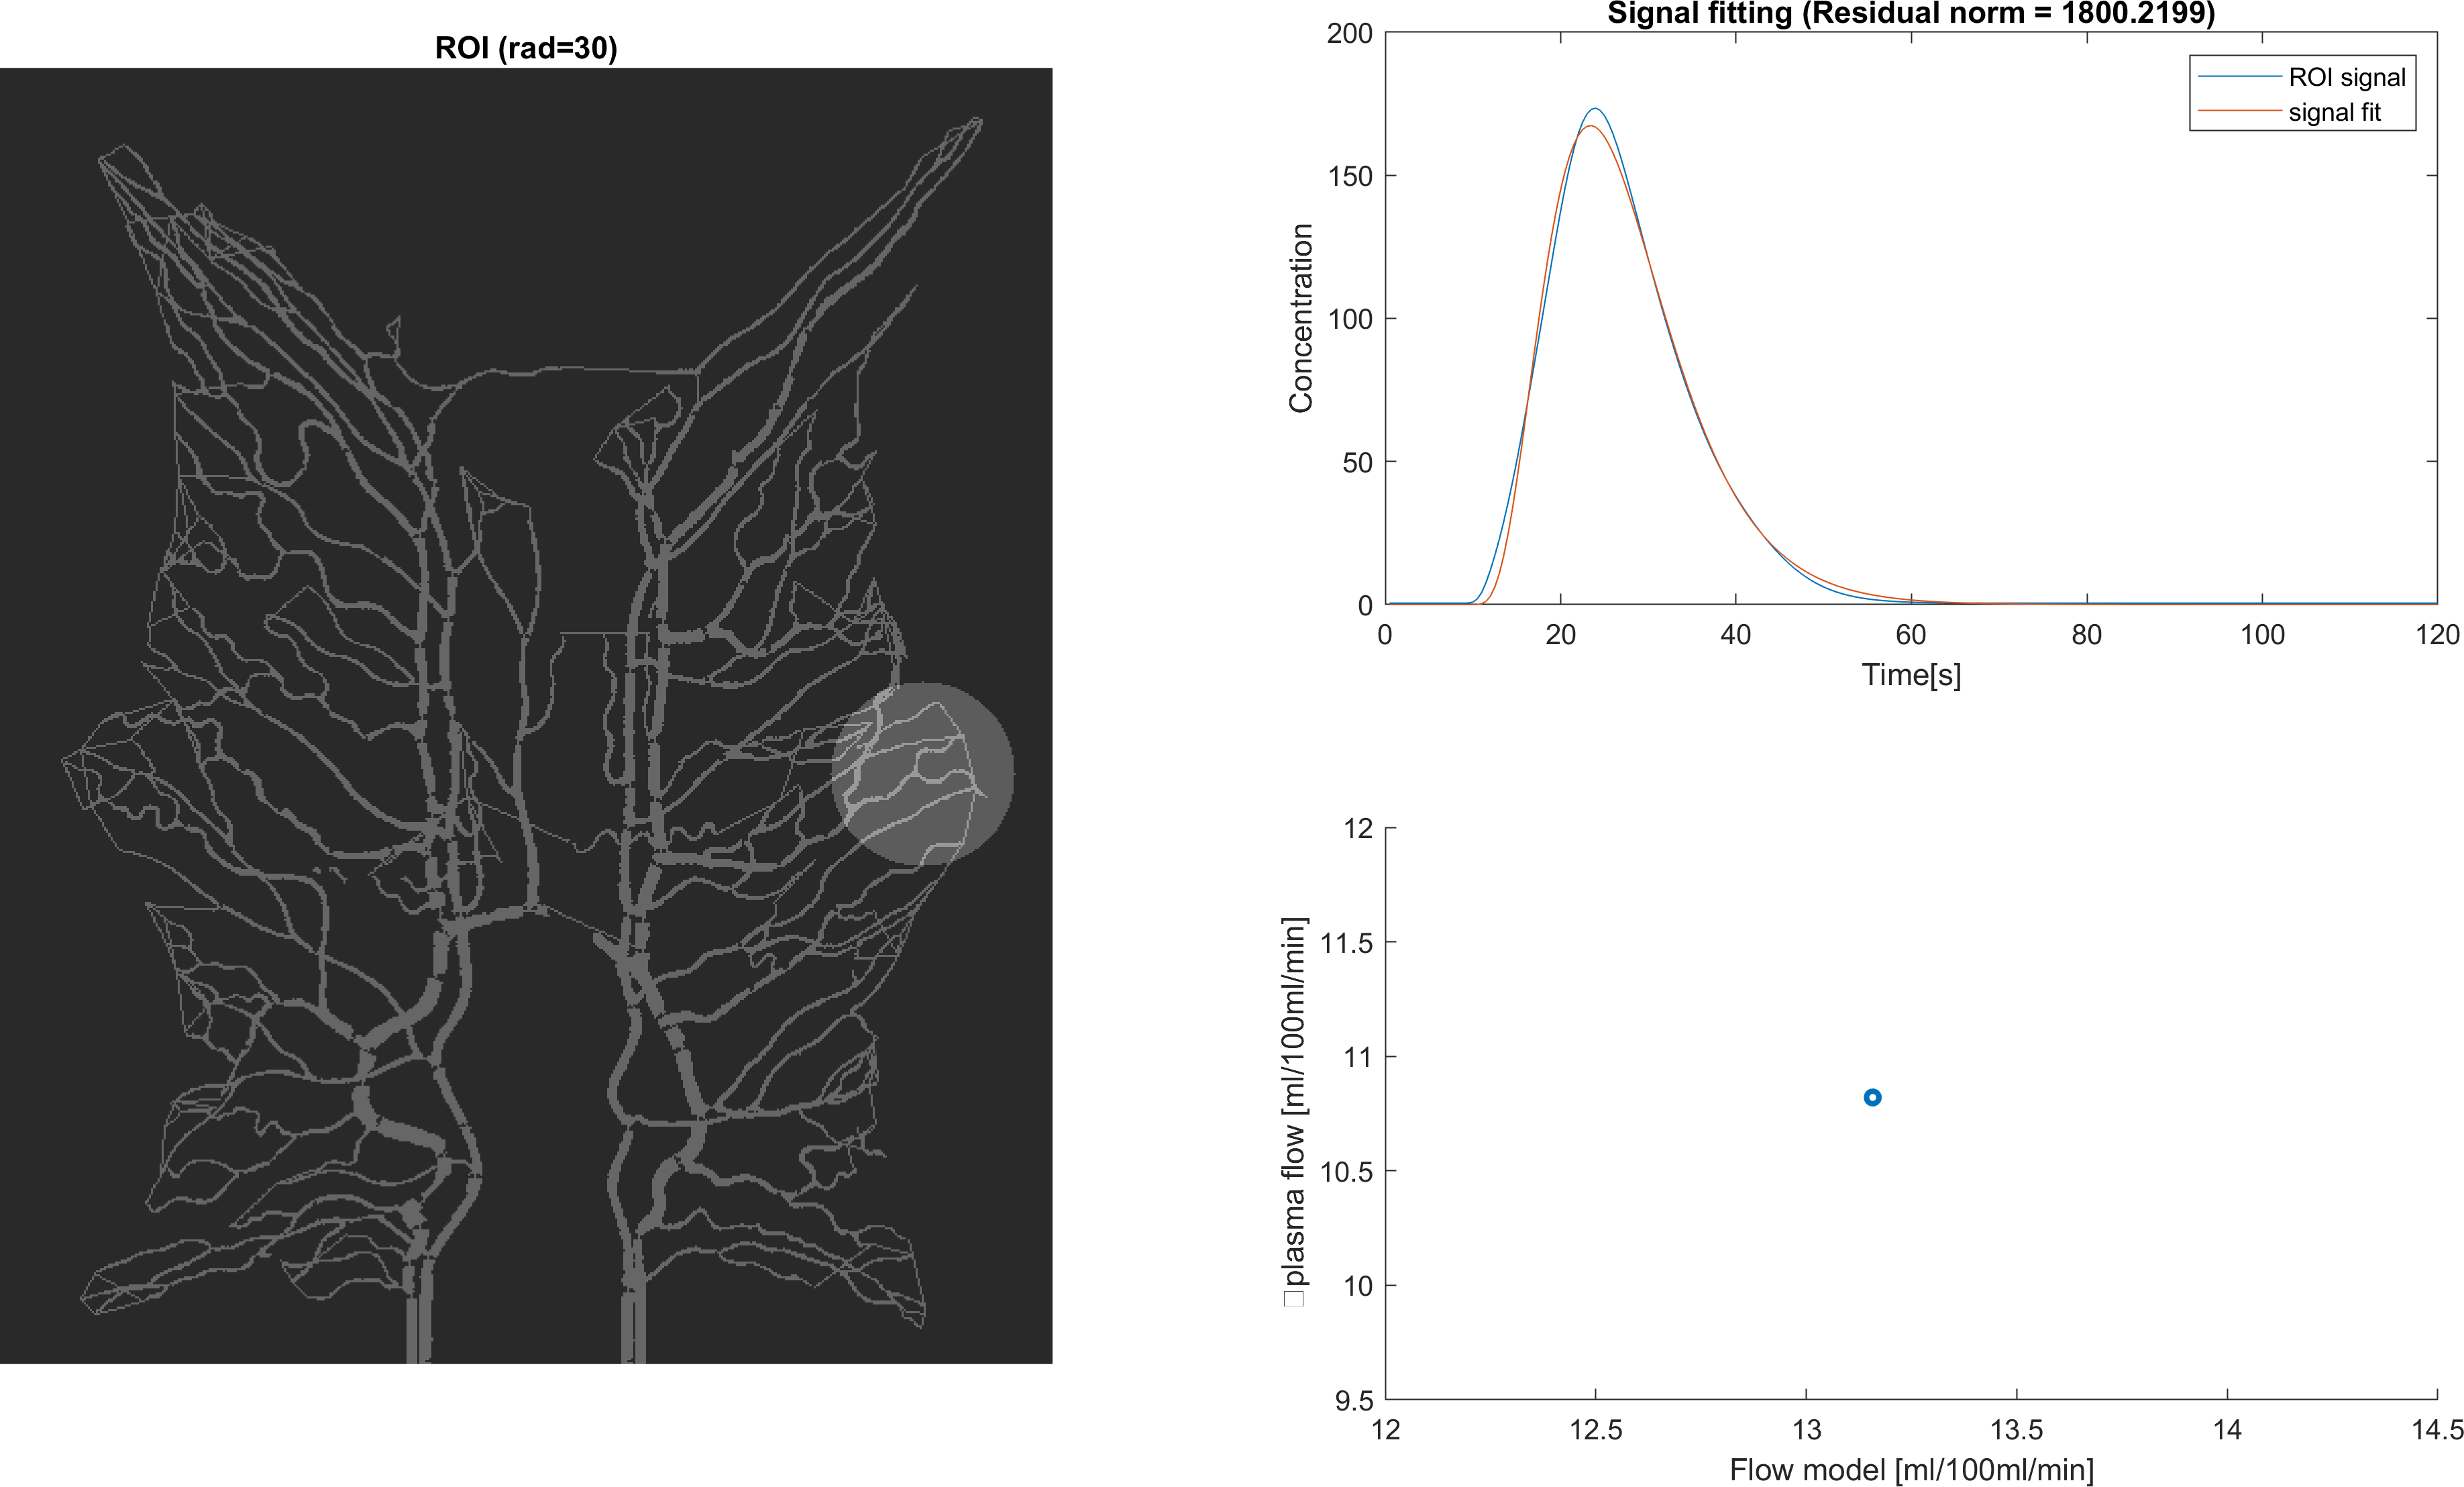 ROI (rad=30)
Signal fitting (Residual norm = 1800.2199)
200
150
100
50
0
Concentration
ROI signal
signal fit
0 20 40 60 80 100 120
Time[s]
12
11.5
11
10.5
10
9.5
□plasma flow [ml/100ml/min]
12 12.5 13 13.5 14 14.5
Flow model [ml/100ml/min]